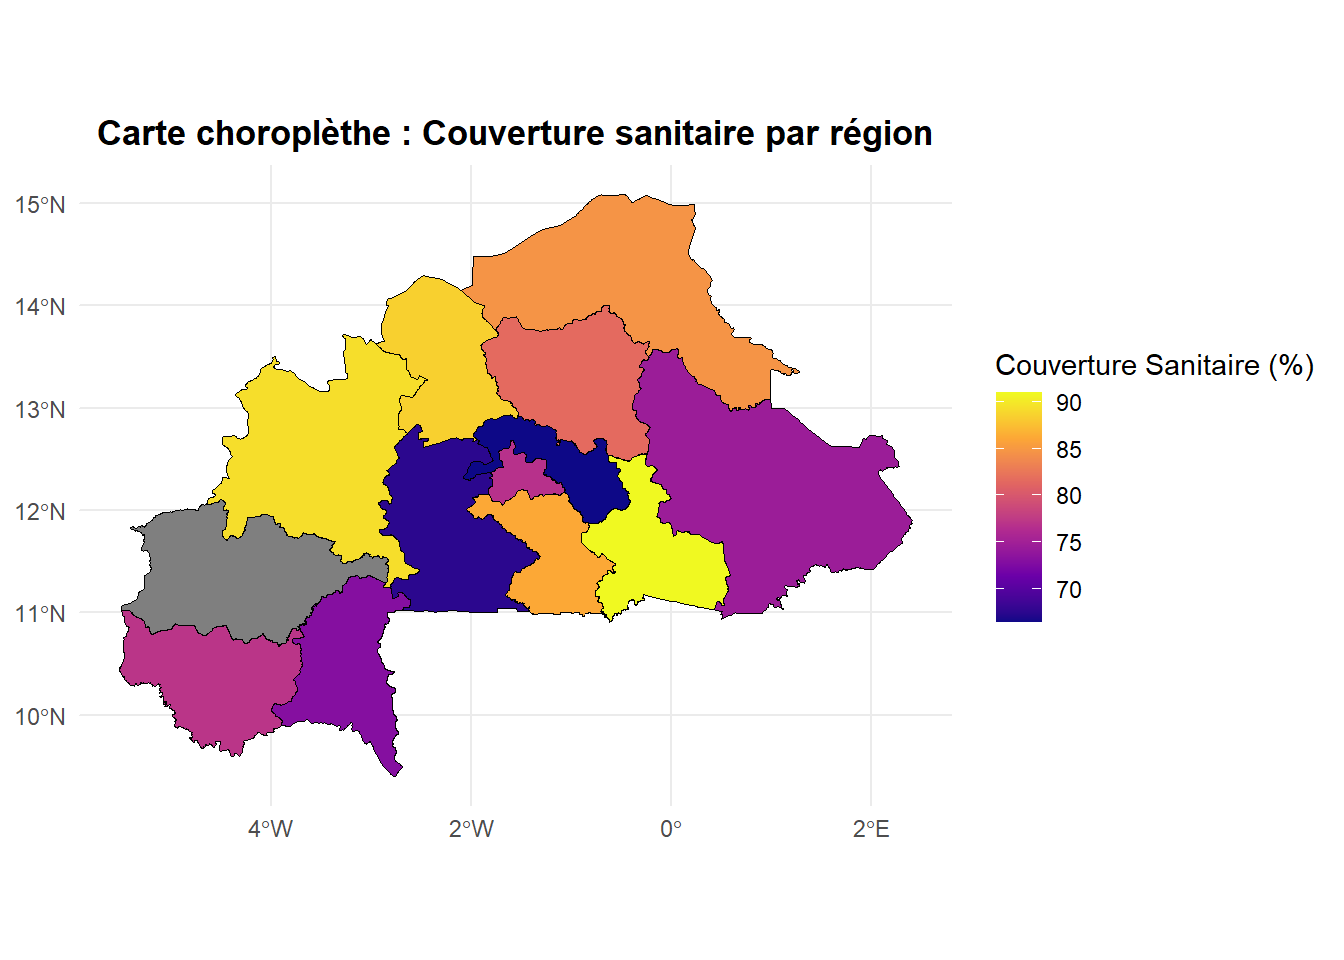 Carte choroplèthe : Couverture sanitaire par région
15°N
14°N
13°N
12°N
11°N
10°N
4°W
2°W
0°
2°E
Couverture Sanitaire (%)
90
85
80
75
70